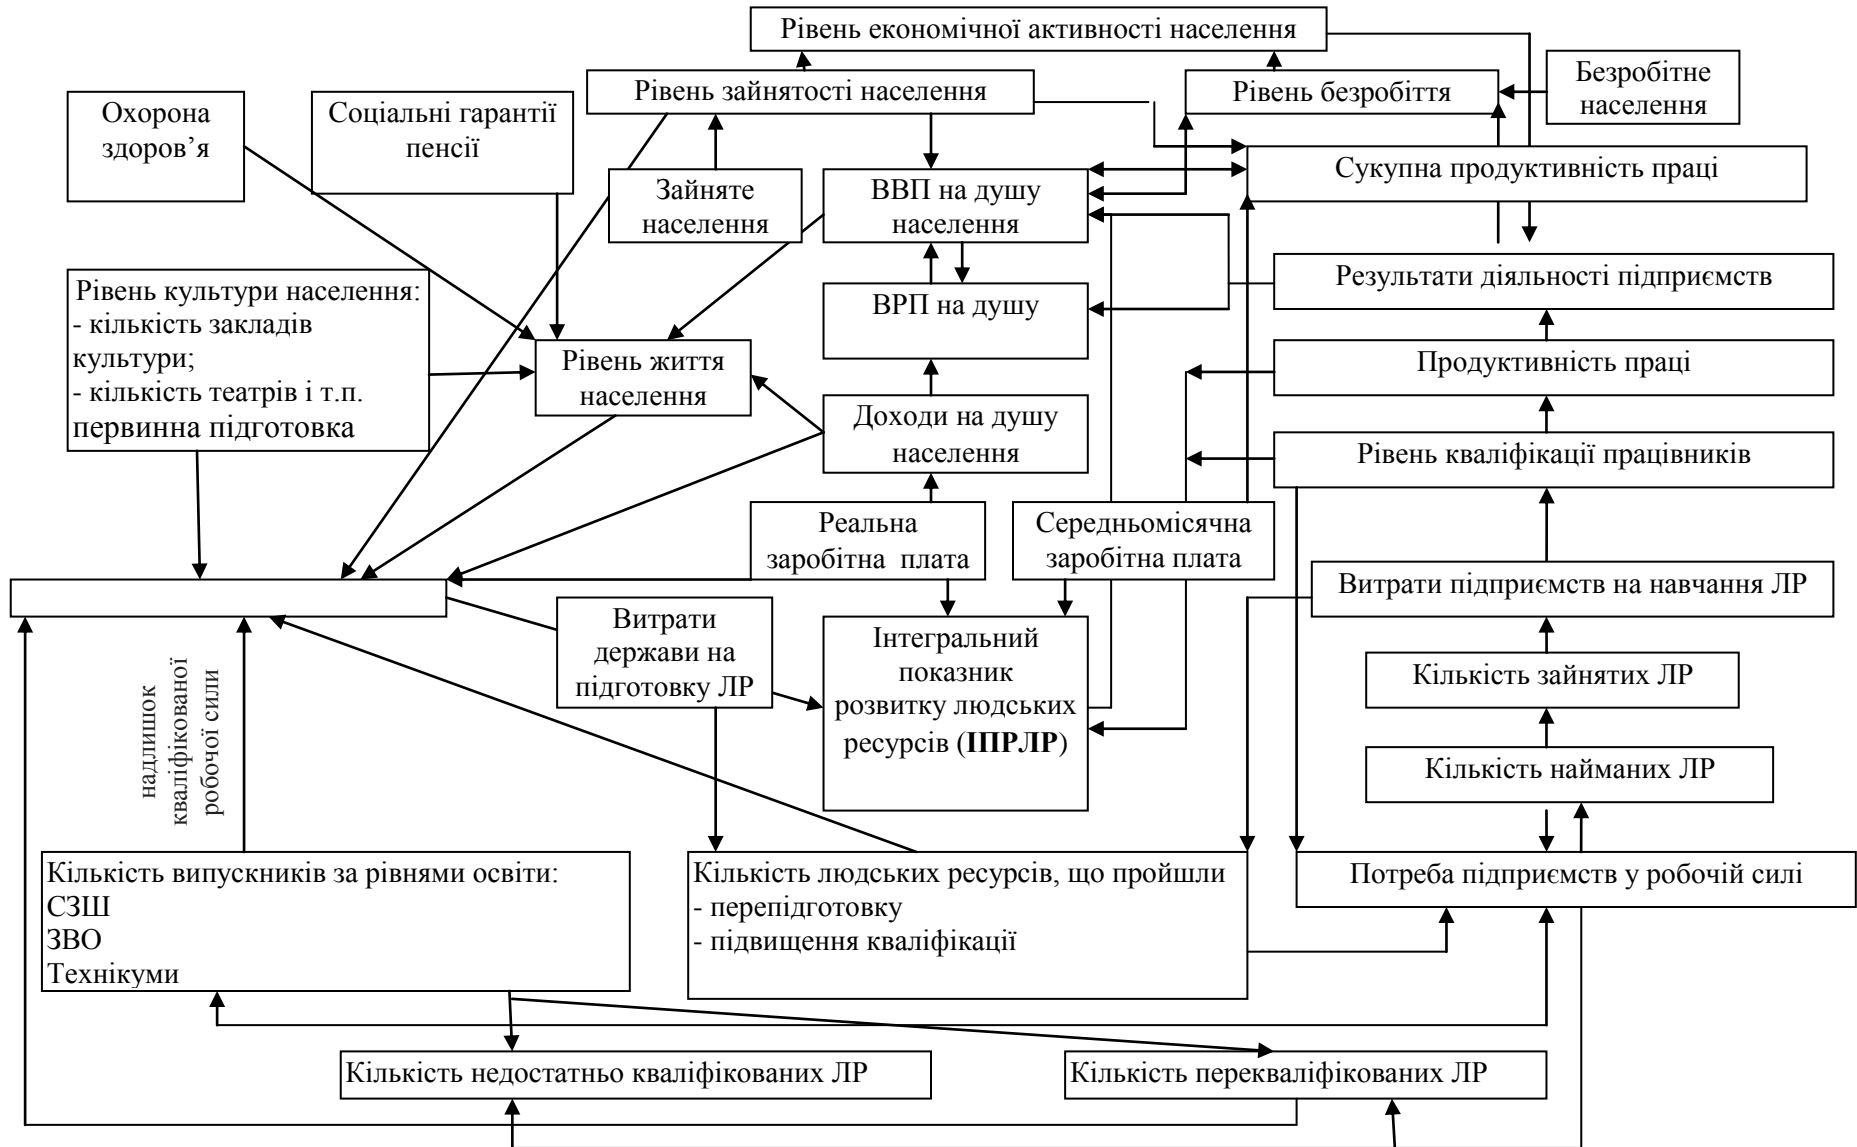 Рівень економічної активності населення
Рівень зайнятості населення
Рівень безробіття
Безробітне
населення
Охорона
здоров’я
Соціальні гарантії
пенсії
Зайняте
населення
ВВП на душу
населення
Сукупна продуктивність праці
Рівень культури населення:
- кількість закладів
культури;
- кількість театрів і т.п.
первинна підготовка
Рівень життя
населення
ВРП на душу
Результати діяльності підприємств
Продуктивність праці
Доходи на душу
населення
Рівень кваліфікації працівників
Реальна
заробітна плата
Середньомісячна
заробітна плата
Витрати підприємств на навчання ЛР
Витрати
держави на
підготовку ЛР
Інтегральний
показник
розвитку людських
ресурсів (ІПРЛР)
Кількість зайнятих ЛР
Кількість найманих ЛР
надлишок
кваліфікованої
робочої сили
Кількість випускників за рівнями освіти:
СЗШ
ЗВО
Технікуми
Кількість людських ресурсів, що пройшли
- перепідготовку
- підвищення кваліфікації
Потреба підприємств у робочій силі
Кількість недостатньо кваліфікованих ЛР
Кількість перекваліфікованих ЛР